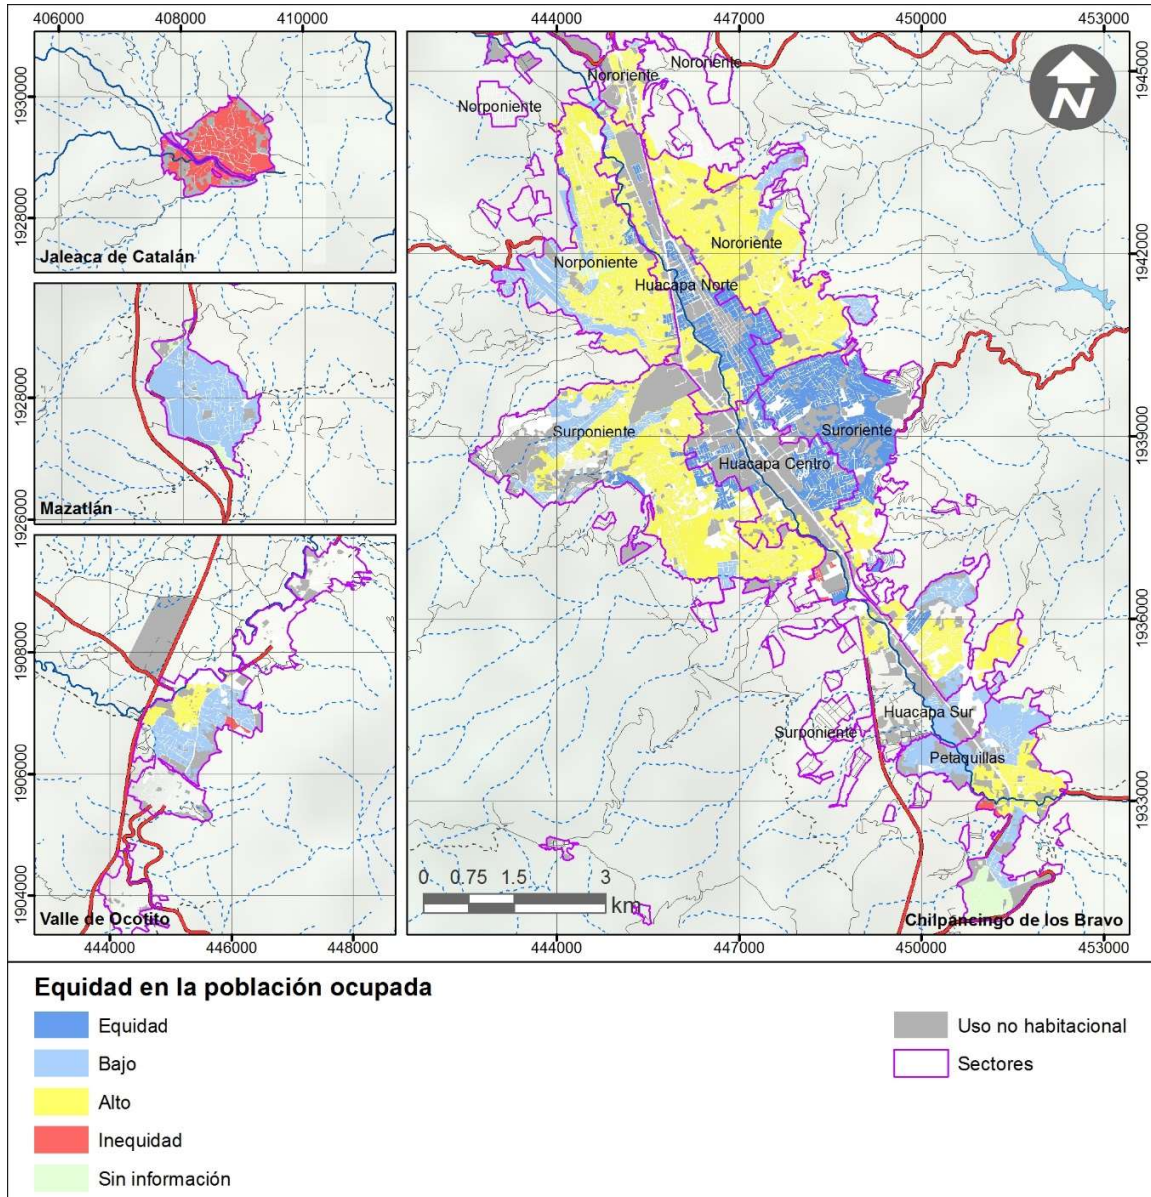 406000 408000 410000
1930000
1928000
Jaleaca de Catalán
1928000
1926000
Mazatlán
1908000
1906000
1904000
Valle de Ocotito
444000 446000 448000
444000 447000 450000 453000
1945000
1942000
1939000
1936000
1933000
Nororiente
Nororiente
Norponiente
Nororiente
Norponiente
Huacapa Norte
Surponiente
Suroriente
Huacapa Centro
Huacapa Sur
Surponiente
Petaquillas
0 0.75 1.5 3
km
Chilpancingo de los Bravo
444000 447000 450000 453000
N
Equidad en la población ocupada
Equidad
Bajo
Alto
Inequidad
Sin información
Uso no habitacional
Sectores